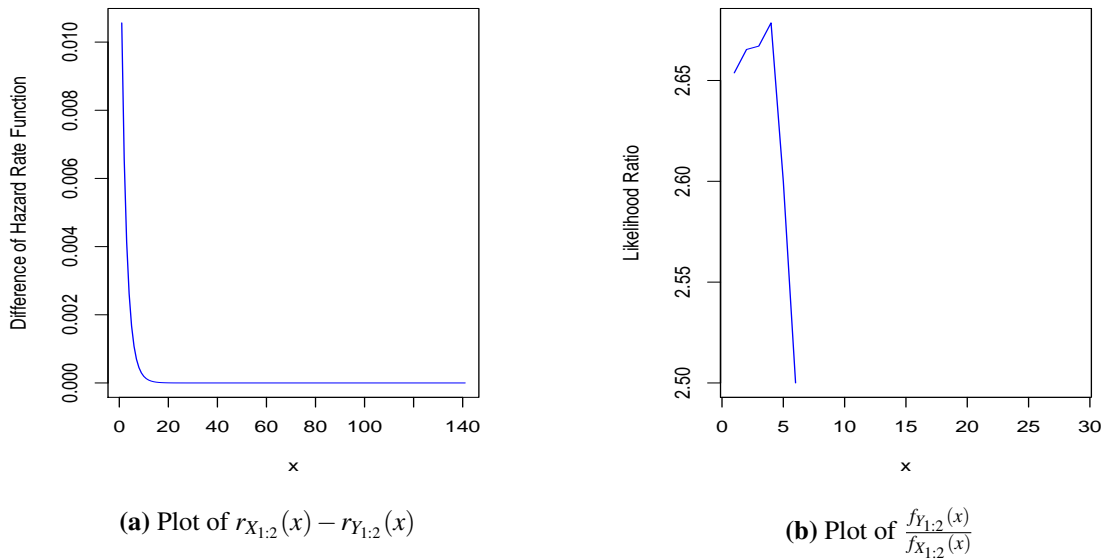 Difference of Hazard Rate Function
0.010
0.008
0.006
0.004
0.002
0.000
0 20 40 60 80 100 140
x
(a) Plot of r_{X_{1:2}}(x) − r_{Y_{1:2}}(x)
Likelihood Ratio
2.65
2.60
2.55
2.50
0 5 10 15 20 25 30
x
(b) Plot of \frac{f_{Y_{1:2}}(x)}{f_{X_{1:2}}(x)}